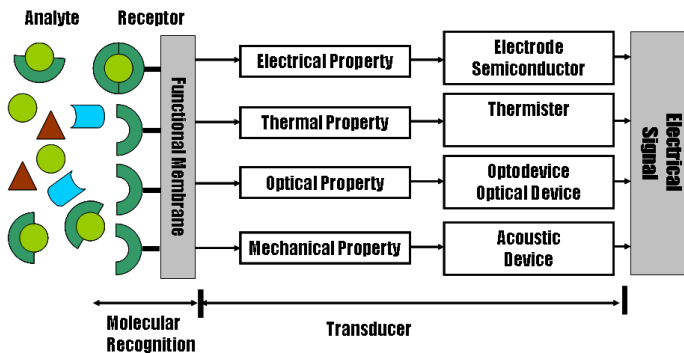 Analyte
Receptor
Functional Membrane
Electrical Property
Electrode
Semiconductor
Thermal Property
Thermister
Optical Property
Optodevice
Optical Device
Mechanical Property
Acoustic
Device
Electrical
Signal
Molecular
Recognition
Transducer